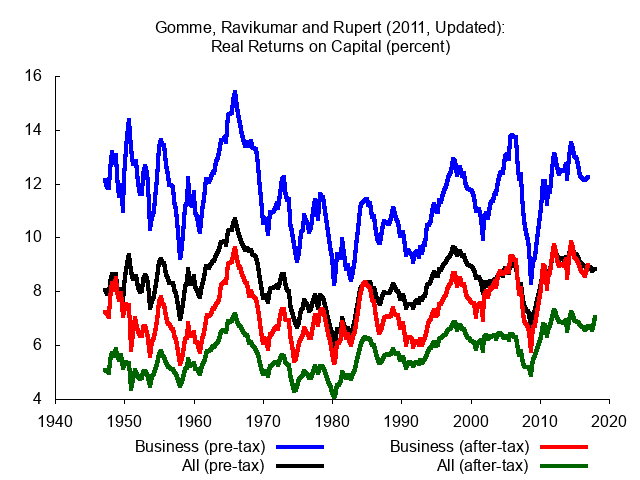 Gomme, Ravikumar and Rupert (2011, Updated):
Real Returns on Capital (percent)
16
14
12
10
8
6
4
1940 1950 1960 1970 1980 1990 2000 2010 2020
Business (pre-tax) Business (after-tax)
All (pre-tax) All (after-tax)